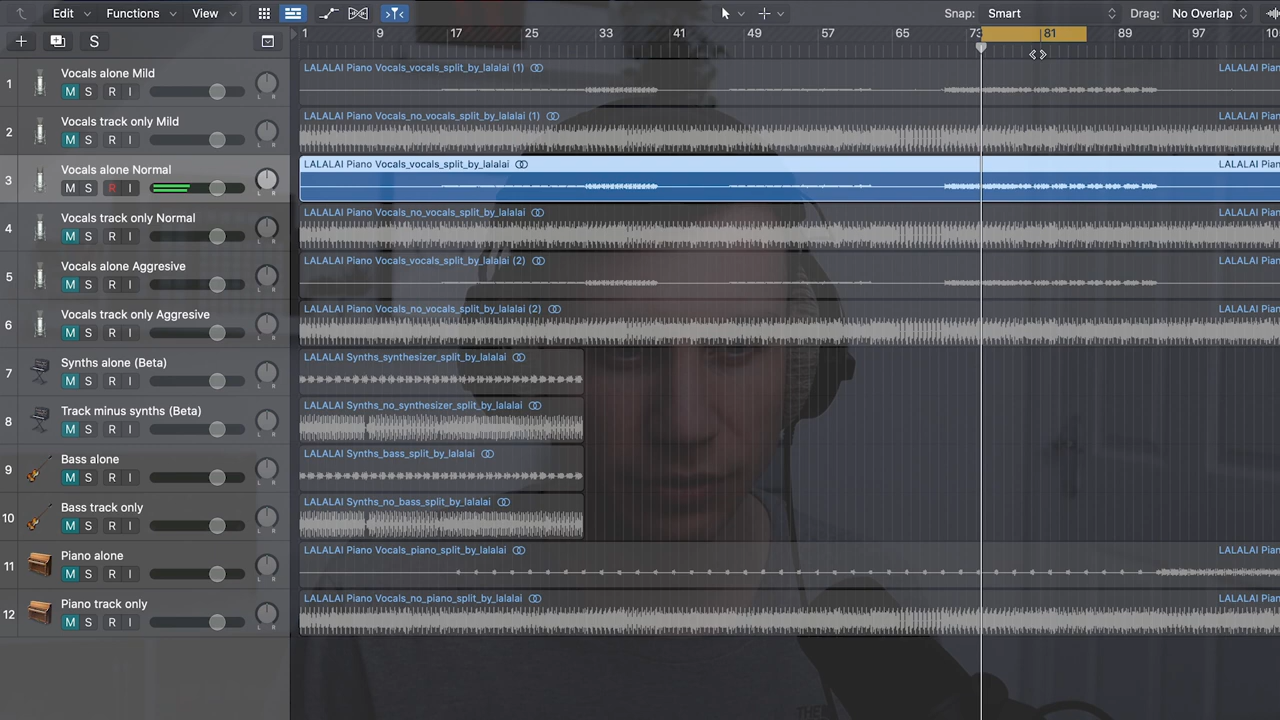 Edit Functions View Snap: Smart Drag: No Overlap
S 1 9 17 25 33 41 49 57 65 73 81 89 97
1 Vocals alone Mild LALALAI Piano Vocals_vocals_split_by_lalalai (1) LALALAI Pian
M S R I L R
2 Vocals track only Mild LALALAI Piano Vocals_no_vocals_split_by_lalalai (1) LALALAI Pian
M S R I L R
3 Vocals alone Normal LALALAI Piano Vocals_vocals_split_by_lalalai LALALAI Pian
M S R I L R
4 Vocals track only Normal LALALAI Piano Vocals_no_vocals_split_by_lalalai LALALAI Pian
M S R I L R
5 Vocals alone Aggresive LALALAI Piano Vocals_vocals_split_by_lalalai (2) LALALAI Pian
M S R I L R
6 Vocals track only Aggresive LALALAI Piano Vocals_no_vocals_split_by_lalalai (2) LALALAI Pian
M S R I L R
7 Synths alone (Beta) LALALAI Synths_synthesizer_split_by_lalalai
M S R I L R
8 Track minus synths (Beta) LALALAI Synths_no_synthesizer_split_by_lalalai
M S R I L R
9 Bass alone LALALAI Synths_bass_split_by_lalalai
M S R I L R
10 Bass track only LALALAI Synths_no_bass_split_by_lalalai
M S R I L R
11 Piano alone LALALAI Piano Vocals_piano_split_by_lalalai LALALAI Pian
M S R I L R
12 Piano track only LALALAI Piano Vocals_no_piano_split_by_lalalai LALALAI Pian
M S R I L R